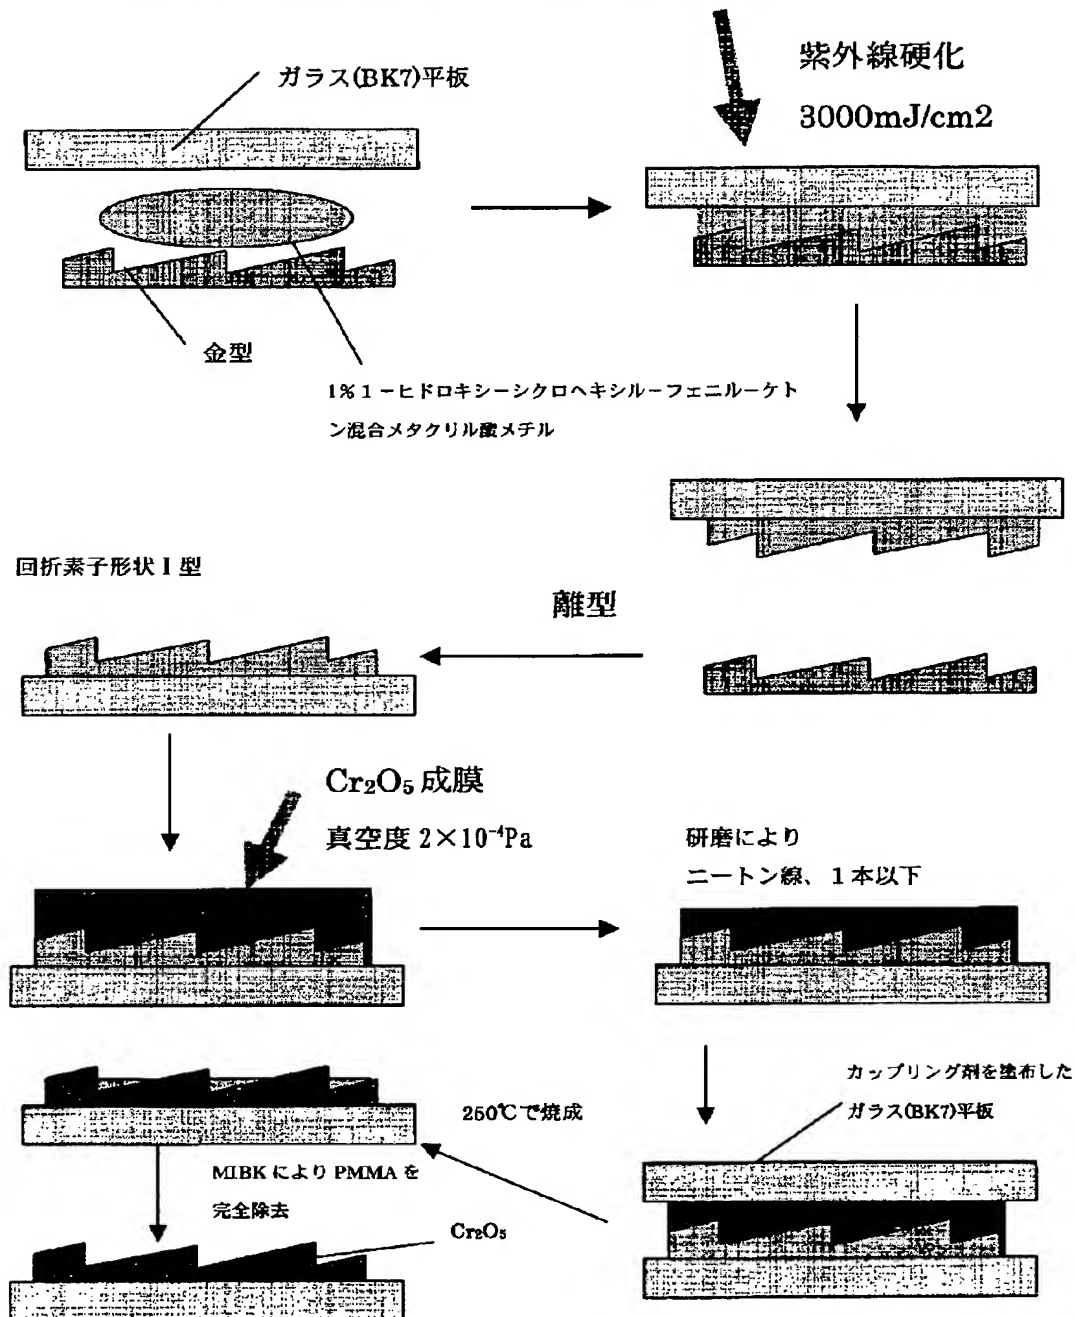 ガラス(BK7)平板
紫外線硬化
3000mJ/cm2
金型
1%1－ヒドロキシーシクロヘキシルーフェニルーケト
ン混合メタクリル酸メチル
回折素子形状I型
離型
Cr₂O₅成膜
真空度 2×10⁻⁴Pa
研磨により
ニートン線、１本以下
カップリング剤を塗布した
ガラス(BK7)平板
250℃で焼成
MIBKによりPMMAを
完全除去
Cr₂O₅